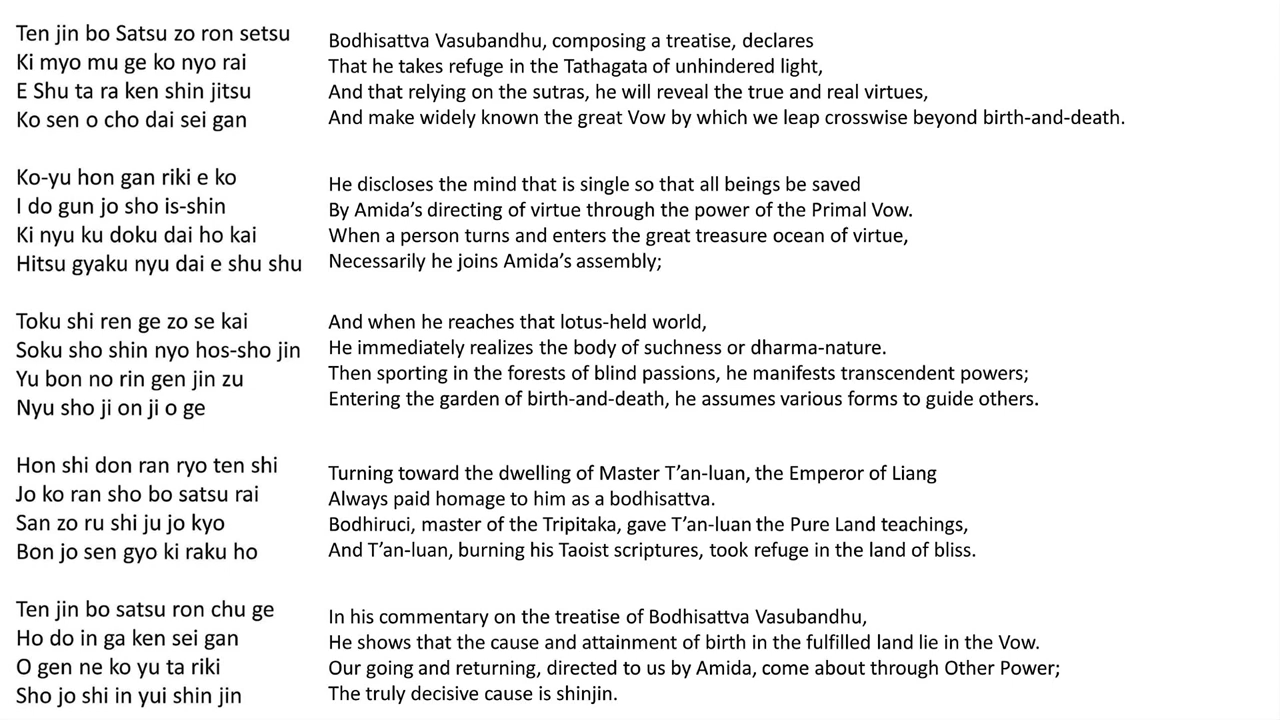 Ten jin bo Satsu zo ron setsu
Ki myo mu ge ko nyo rai
E Shu ta ra ken shin jitsu
Ko sen o cho dai sei gan
Bodhisattva Vasubandhu, composing a treatise, declares
That he takes refuge in the Tathagata of unhindered light,
And that relying on the sutras, he will reveal the true and real virtues,
And make widely known the great Vow by which we leap crosswise beyond birth-and-death.
Ko-yu hon gan riki e ko
I do gun jo sho is-shin
Ki nyu ku doku dai ho kai
Hitsu gyaku nyu dai e shu shu
He discloses the mind that is single so that all beings be saved
By Amida’s directing of virtue through the power of the Primal Vow.
When a person turns and enters the great treasure ocean of virtue,
Necessarily he joins Amida’s assembly;
Toku shi ren ge zo se kai
Soku sho shin nyo hos-sho jin
Yu bon no rin gen jin zu
Nyu sho ji on ji o ge
And when he reaches that lotus-held world,
He immediately realizes the body of suchness or dharma-nature.
Then sporting in the forests of blind passions, he manifests transcendent powers;
Entering the garden of birth-and-death, he assumes various forms to guide others.
Hon shi don ran ryo ten shi
Jo ko ran sho bo satsu rai
San zo ru shi ju jo kyo
Bon jo sen gyo ki raku ho
Turning toward the dwelling of Master T’an-luan, the Emperor of Liang
Always paid homage to him as a bodhisattva.
Bodhiruci, master of the Tripitaka, gave T’an-luan the Pure Land teachings,
And T’an-luan, burning his Taoist scriptures, took refuge in the land of bliss.
Ten jin bo satsu ron chu ge
Ho do in ga ken sei gan
O gen ne ko yu ta riki
Sho jo shi in yui shin jin
In his commentary on the treatise of Bodhisattva Vasubandhu,
He shows that the cause and attainment of birth in the fulfilled land lie in the Vow.
Our going and returning, directed to us by Amida, come about through Other Power;
The truly decisive cause is shinjin.